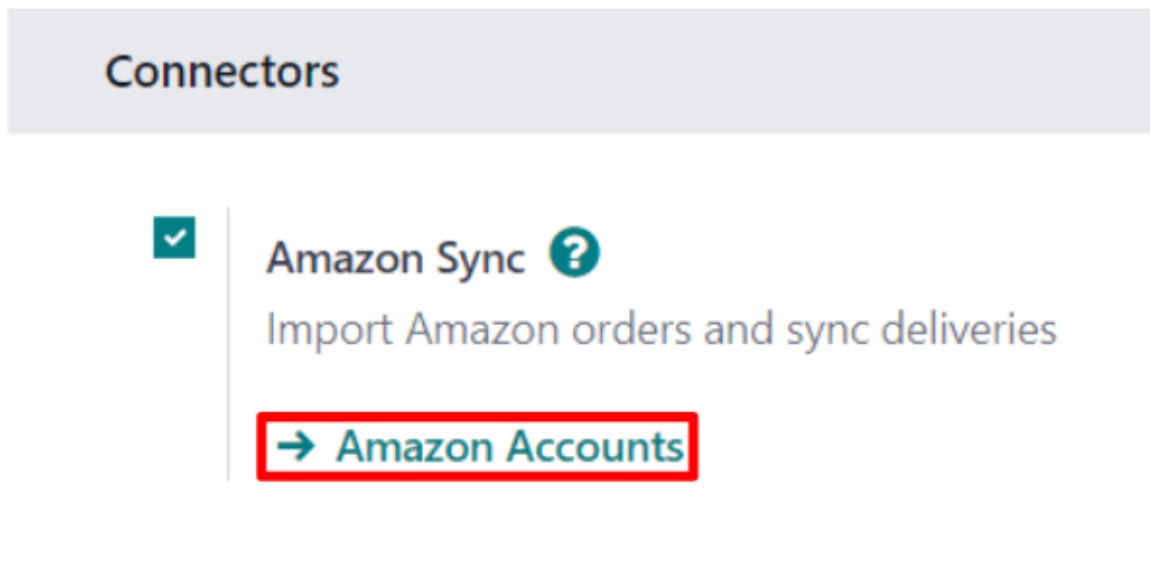 Connectors
Amazon Sync ?
Import Amazon orders and sync deliveries
→ Amazon Accounts